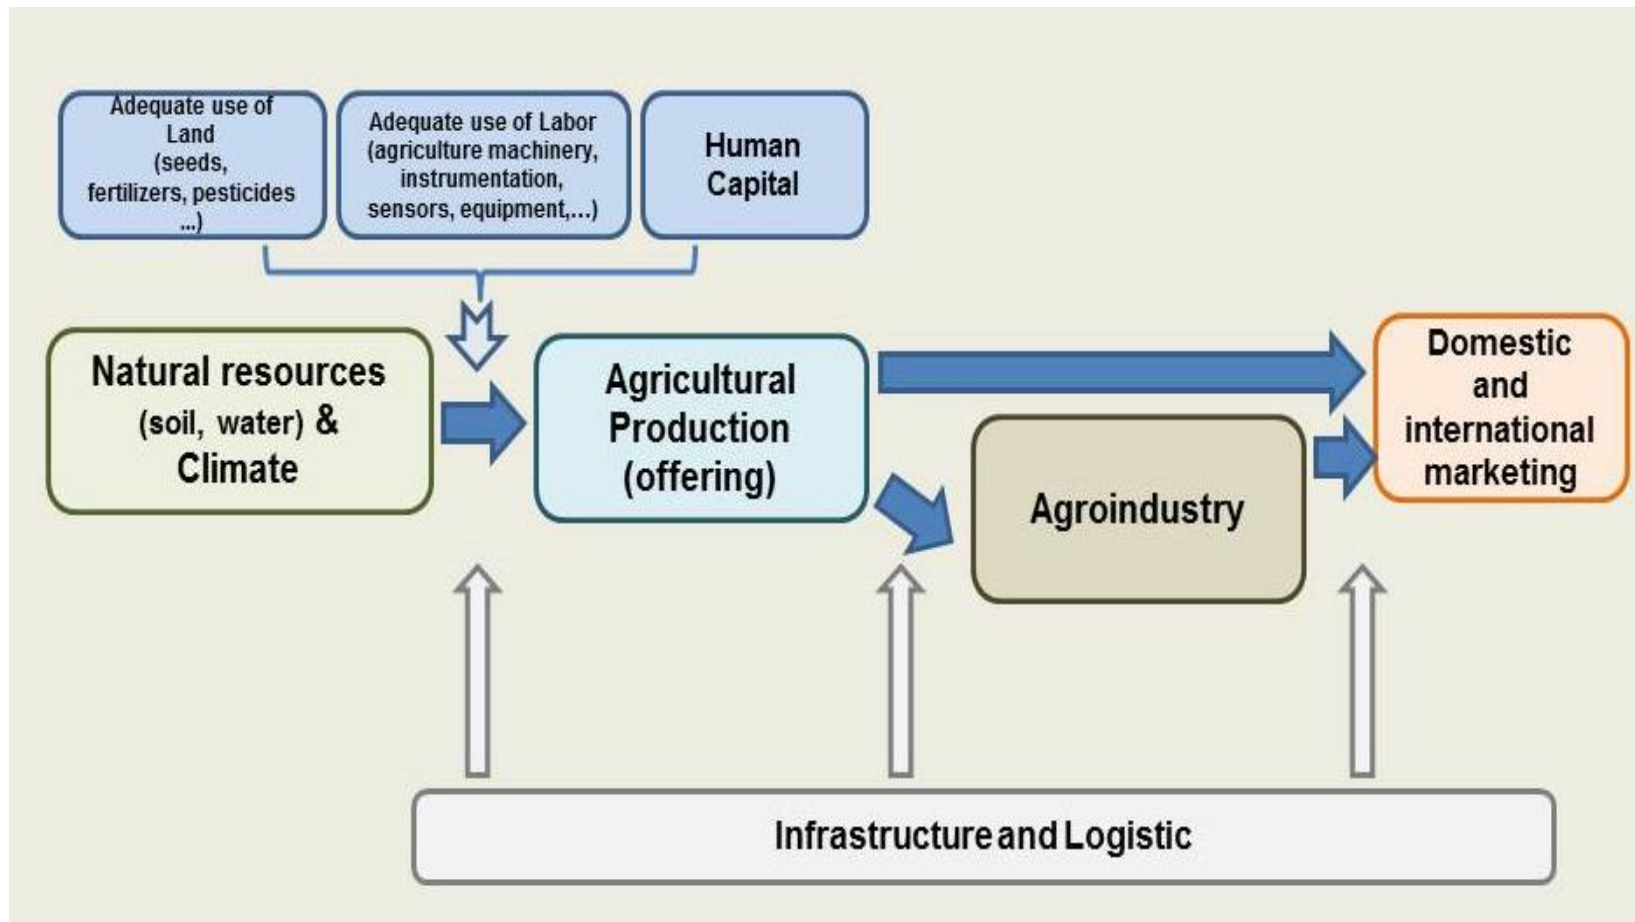 Adequate use of
Land
(seeds,
fertilizers, pesticides
...)
Adequate use of Labor
(agriculture machinery,
instrumentation,
sensors, equipment,...)
Human
Capital
Natural resources
(soil, water) &
Climate
Agricultural
Production
(offering)
Agroindustry
Domestic
and
international
marketing
Infrastructure and Logistic